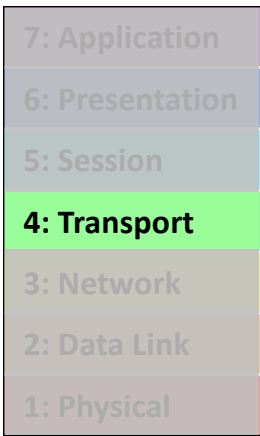 7: Application
6: Presentation
5: Session
4: Transport
3: Network
2: Data Link
1: Physical